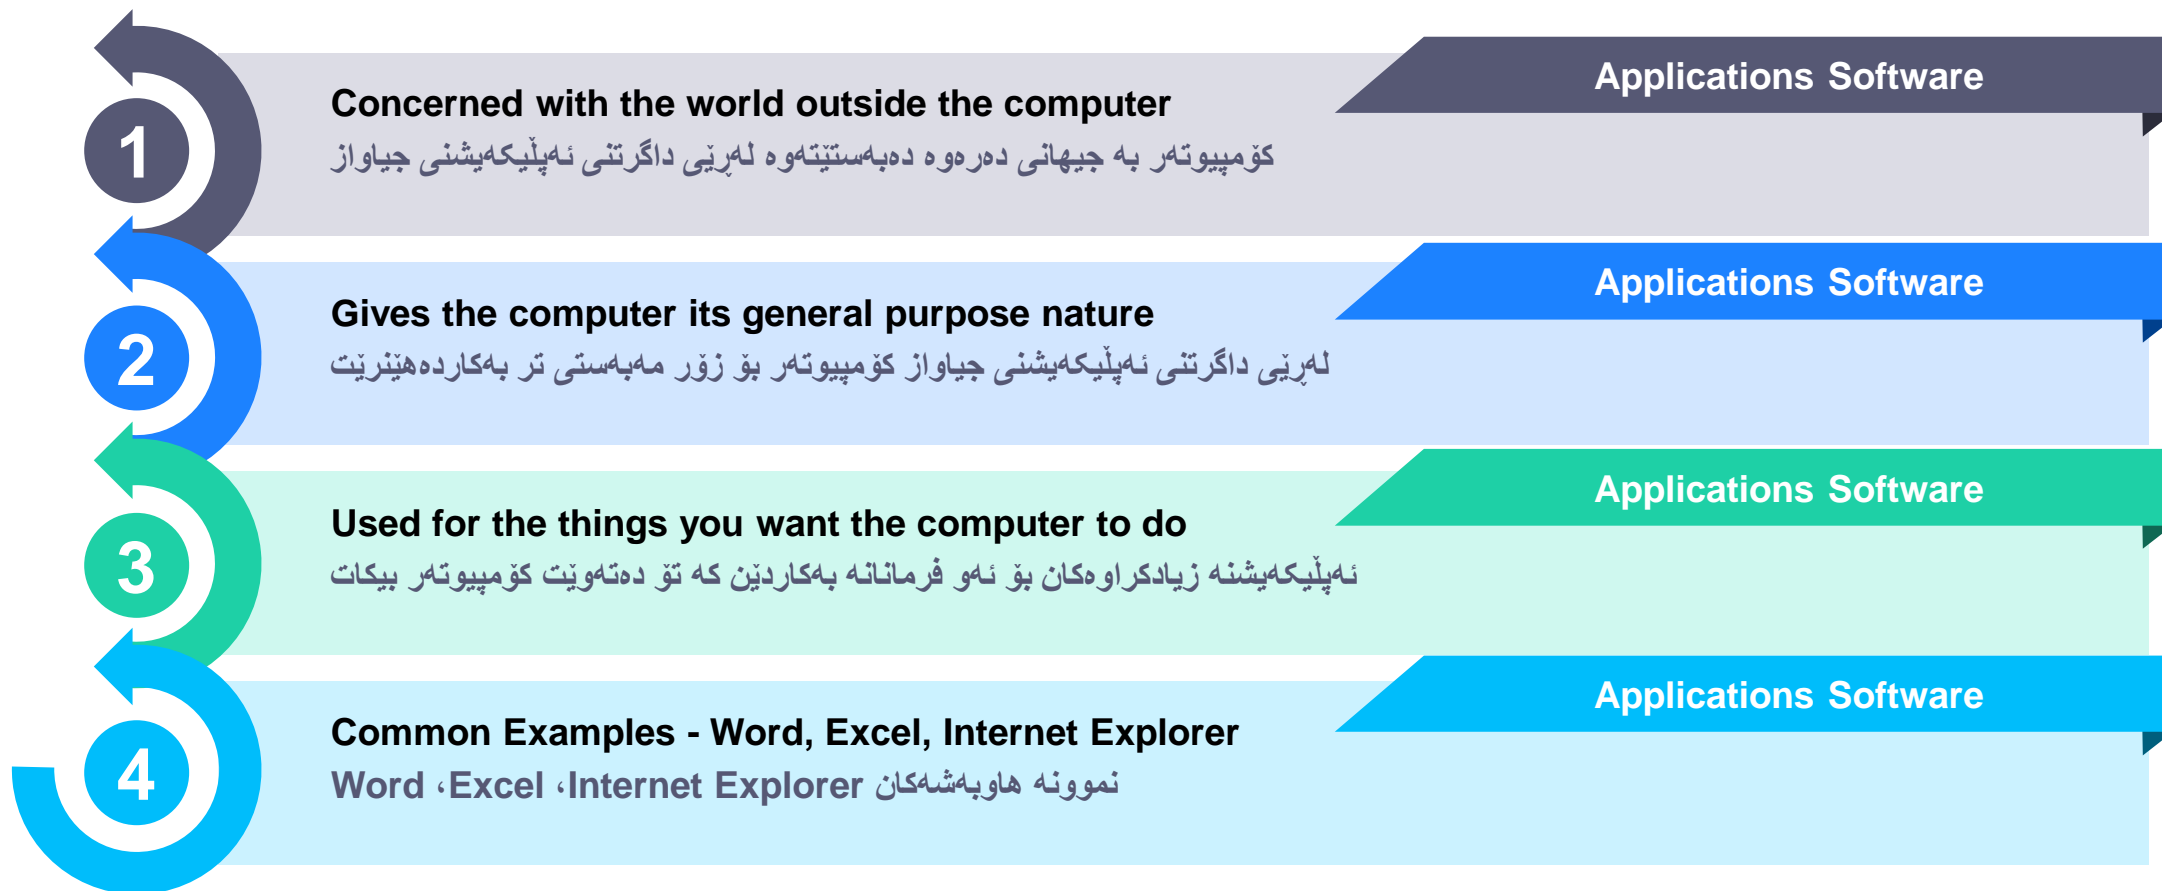 1
Applications Software
Concerned with the world outside the computer
کۆمپیوتەر بە جیهانی دەرەوە دەبەستێتەوە لەڕێی داگرتنی ئەپڵیکەیشنی جیاواز
2
Applications Software
Gives the computer its general purpose nature
لەڕێی داگرتنی ئەپڵیکەیشنی جیاواز کۆمپیوتەر بۆ زۆر مەبەستی تر بەکاردەهێنرێت
3
Applications Software
Used for the things you want the computer to do
ئەپڵیکەیشنە زیادکراوەکان بۆ ئەو فرمانانە بەکاردێن کە تۆ دەتەوێت کۆمپیوتەر بیکات
4
Applications Software
Common Examples - Word, Excel, Internet Explorer
نموونە هاوبەشەکان Word ،Excel ،Internet Explorer